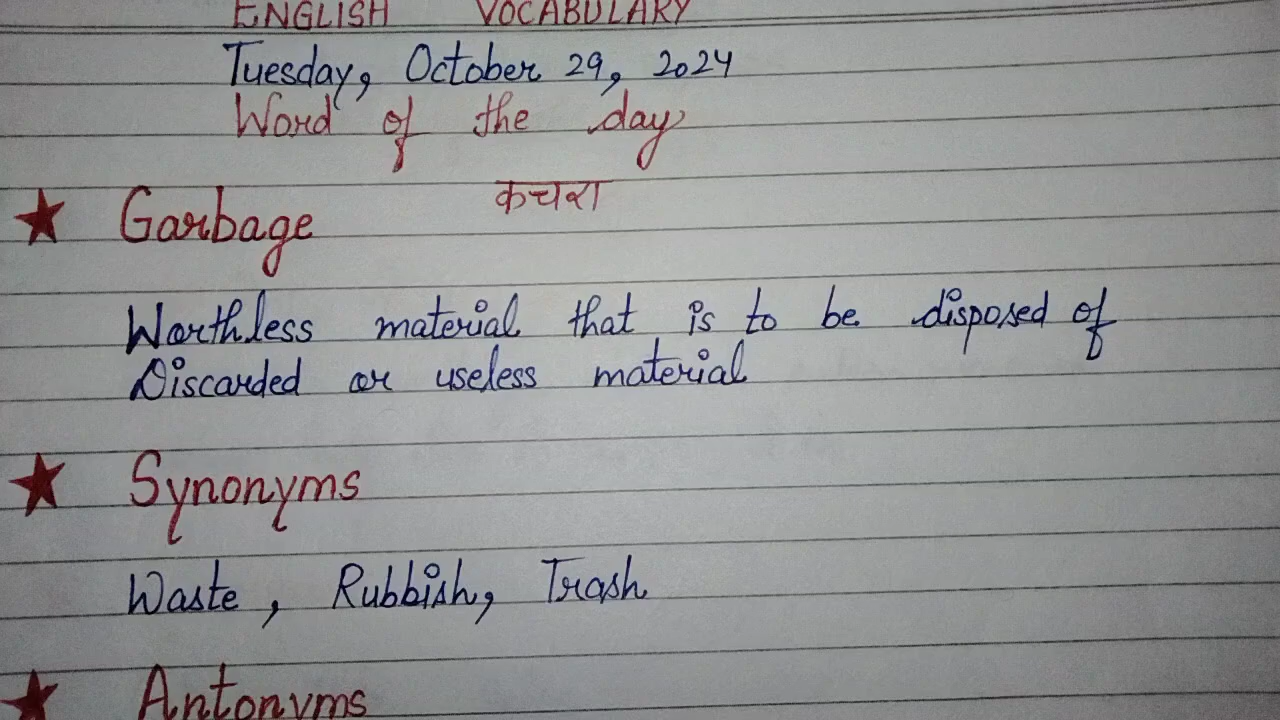 ENGLISH VOCABULARY
Tuesday, October 29, 2024
Word of the day
Garbage कचरा
Worthless material that is to be disposed of
Discarded or useless material
Synonyms
Waste, Rubbish, Trash
Antonyms